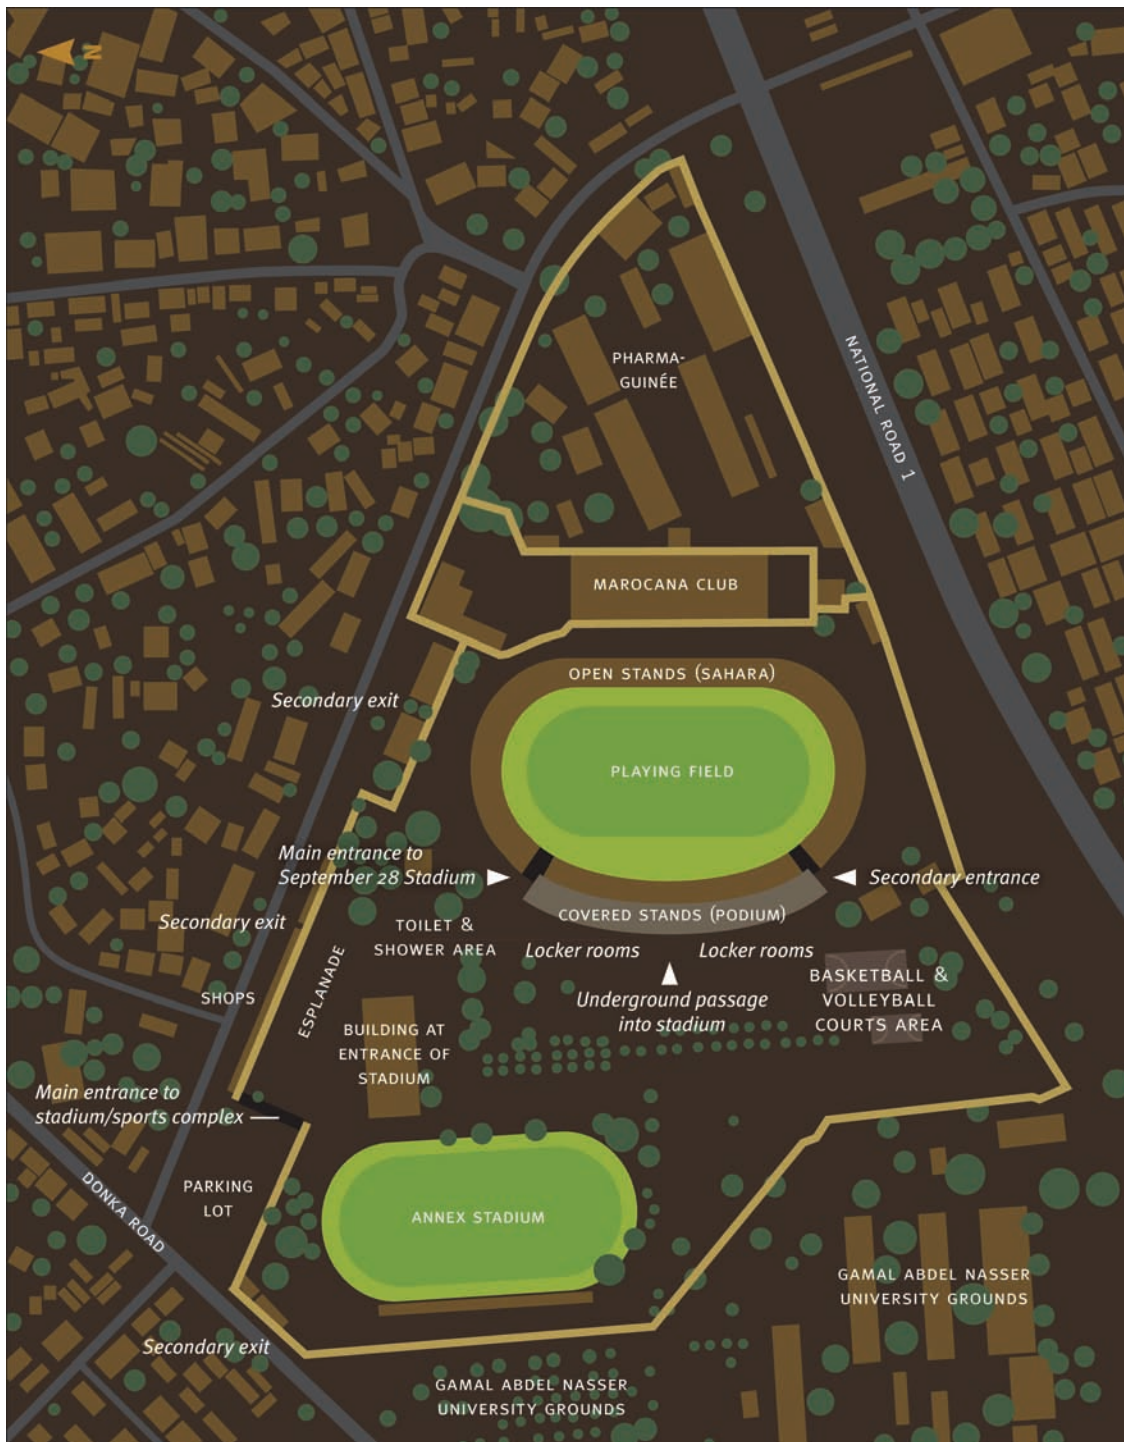 N
PHARMA-
GUINÉE
NATIONAL ROAD 1
MAROCANA CLUB
OPEN STANDS (SAHARA)
Secondary exit
PLAYING FIELD
Main entrance to
September 28 Stadium
Secondary entrance
COVERED STANDS (PODIUM)
Secondary exit
TOILET &
SHOWER AREA
Locker rooms
Locker rooms
ESPLANADE
BASKETBALL &
VOLLEYBALL
COURTS AREA
SHOPS
Underground passage
into stadium
BUILDING AT
ENTRANCE OF
STADIUM
Main entrance to
stadium/sports complex
DONKA ROAD
PARKING
LOT
ANNEX STADIUM
GAMAL ABDEL NASSER
UNIVERSITY GROUNDS
Secondary exit
GAMAL ABDEL NASSER
UNIVERSITY GROUNDS